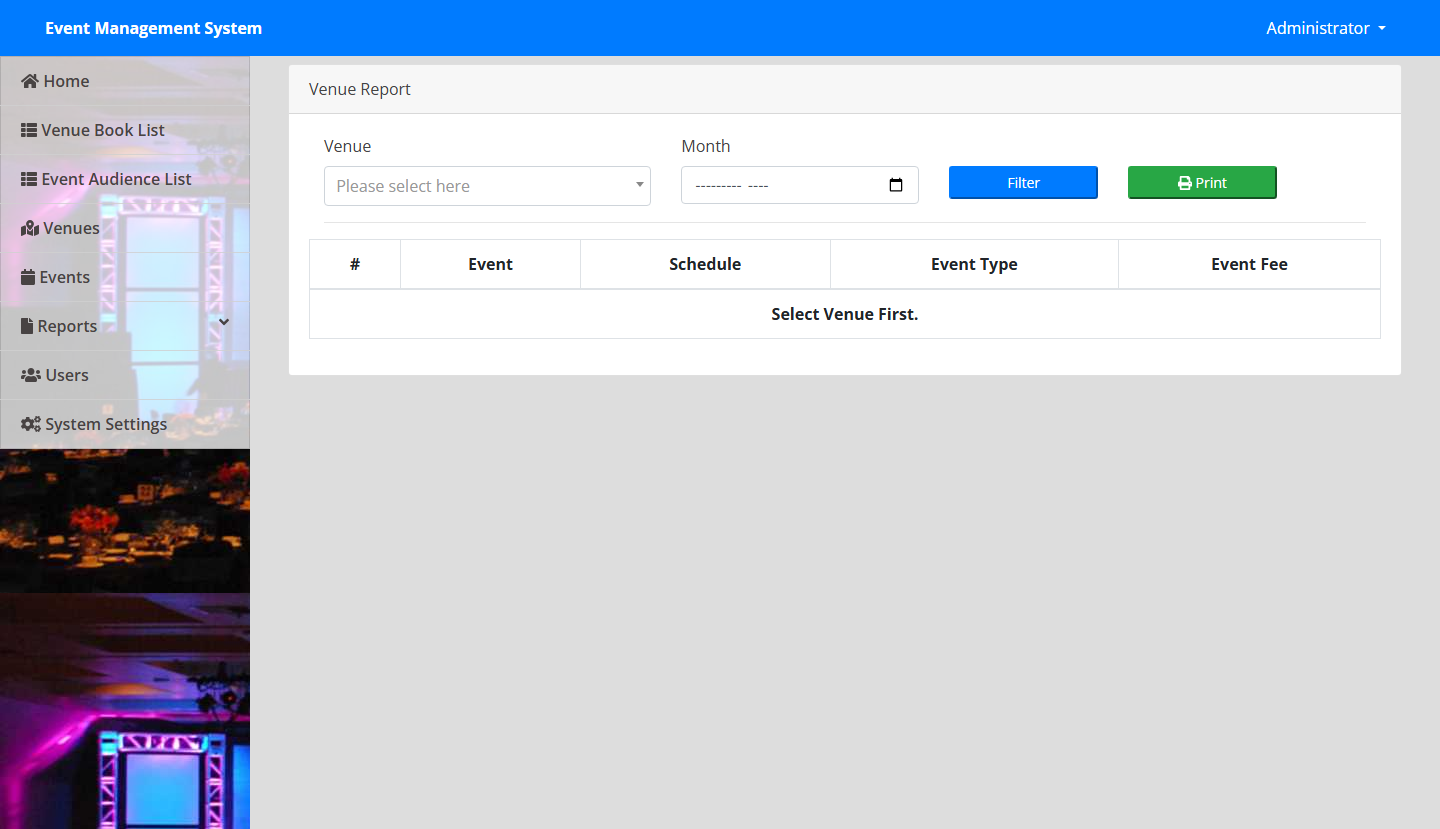 Event Management System
Administrator
Home
Venue Book List
Event Audience List
Venues
Events
Reports
Users
System Settings
Venue Report
Venue
Month
Please select here
--------- ----
Filter
Print
# Event Schedule Event Type Event Fee
Select Venue First.